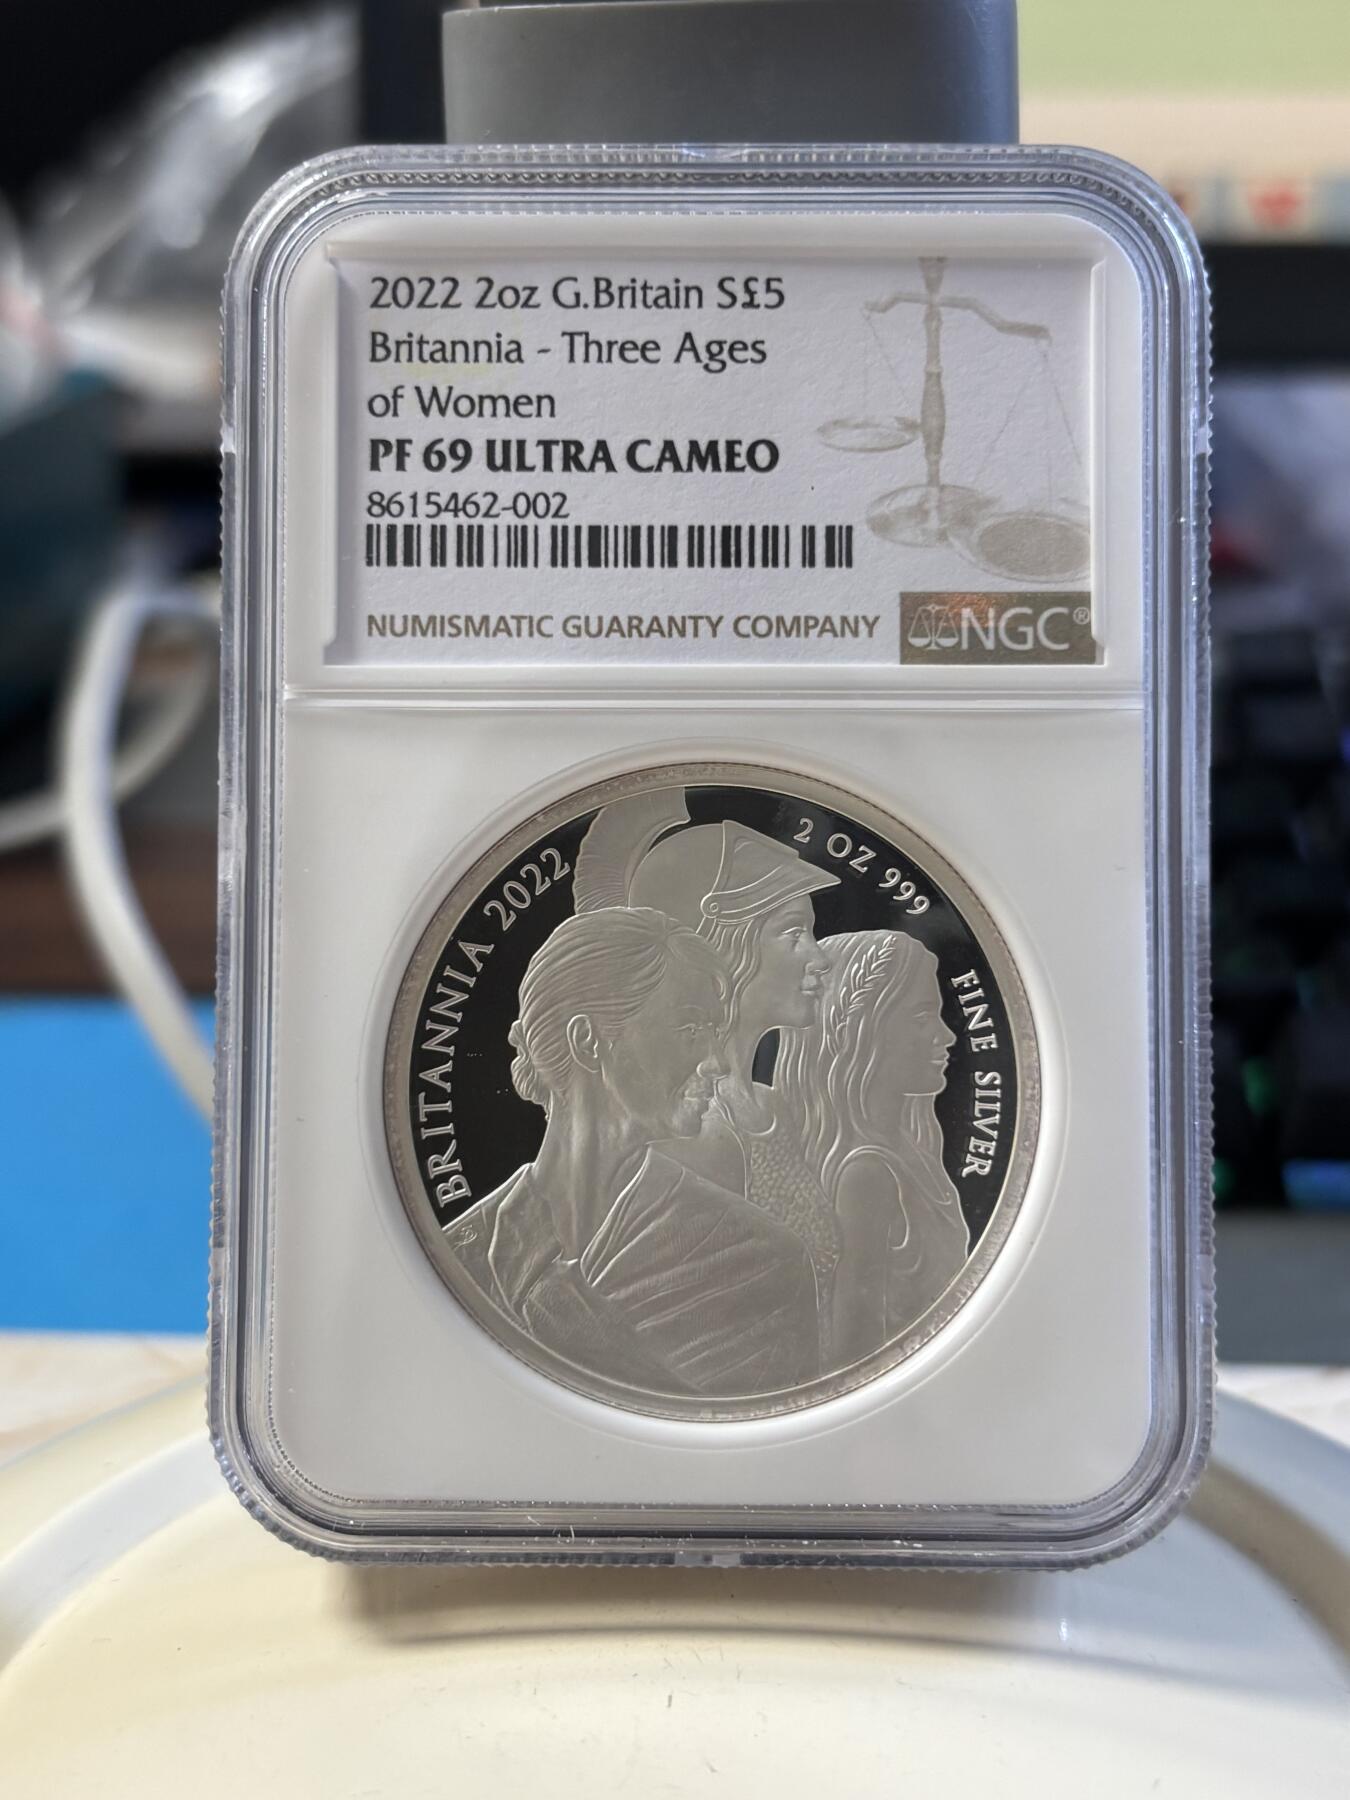 2022 2oz G.Britain S£5
Britannia - Three Ages
of Women
PF 69 ULTRA CAMEO
8615462-002
NUMISMATIC GUARANTY COMPANY
NGC®
BRITANNIA 2022
2 OZ 999
FINE SILVER